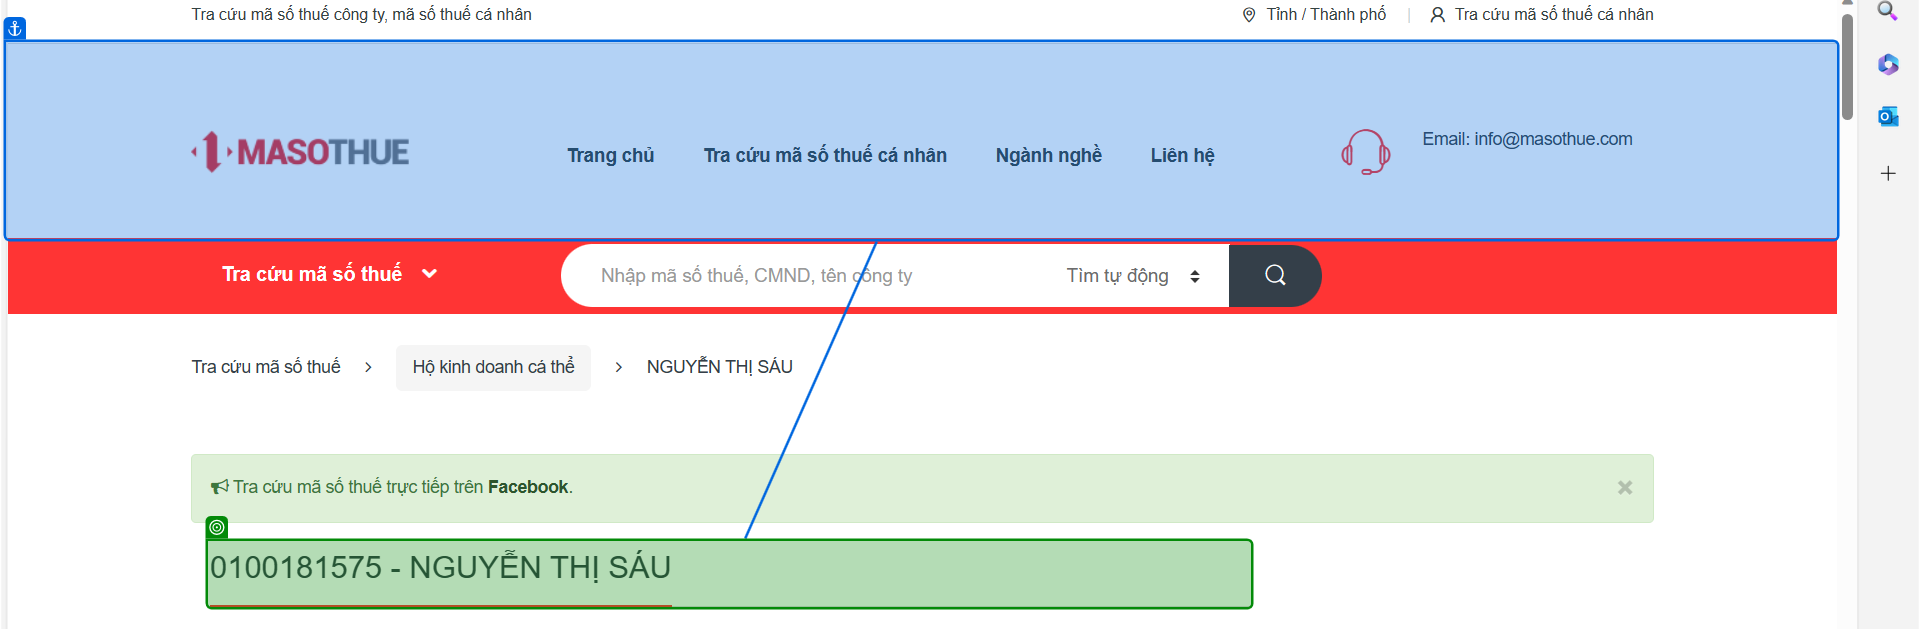 Tra cứu mã số thuế công ty, mã số thuế cá nhân
Tỉnh / Thành phố | Tra cứu mã số thuế cá nhân
MASOTHUE
Trang chủ Tra cứu mã số thuế cá nhân Ngành nghề Liên hệ
Email: info@masothue.com
Tra cứu mã số thuế
Nhập mã số thuế, CMND, tên công ty
Tìm tự động
Tra cứu mã số thuế > Hộ kinh doanh cá thể > NGUYỄN THỊ SÁU
Tra cứu mã số thuế trực tiếp trên Facebook.
0100181575 - NGUYỄN THỊ SÁU